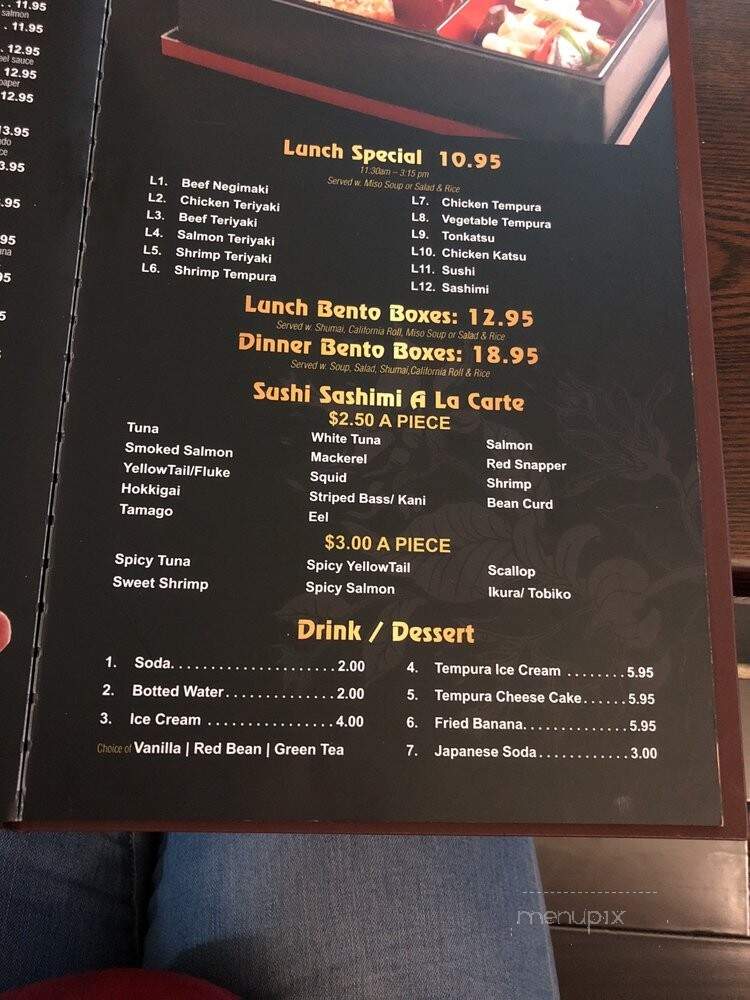 . . 11.95
salmon
. 11.95
. 12.95
eel sauce
12.95
paper
12.95
13.95
3.95
.95
95
95
5
Lunch Special 10.95
11:30am – 3:15 pm
Served w. Miso Soup or Salad & Rice
L1. Beef Negimaki
L2. Chicken Teriyaki
L3. Beef Teriyaki
L4. Salmon Teriyaki
L5. Shrimp Teriyaki
L6. Shrimp Tempura
L7. Chicken Tempura
L8. Vegetable Tempura
L9. Tonkatsu
L10. Chicken Katsu
L11. Sushi
L12. Sashimi
Lunch Bento Boxes: 12.95
Served w. Shumai, California Roll, Miso Soup or Salad & Rice
Dinner Bento Boxes: 18.95
Served w. Soup, Salad, Shumai,California Roll & Rice
Sushi Sashimi A La Carte
$2.50 A PIECE
Tuna
Smoked Salmon
YellowTail/Fluke
Hokkigai
Tamago
White Tuna
Mackerel
Squid
Striped Bass/ Kani
Eel
Salmon
Red Snapper
Shrimp
Bean Curd
$3.00 A PIECE
Spicy Tuna
Sweet Shrimp
Spicy YellowTail
Spicy Salmon
Scallop
Ikura/ Tobiko
Drink / Dessert
1. Soda. . . . . . . . . . . . . . . . . . . . 2.00
2. Botted Water. . . . . . . . . . . . . 2.00
3. Ice Cream . . . . . . . . . . . . . . . 4.00
Choice of Vanilla | Red Bean | Green Tea
4. Tempura Ice Cream . . . . . . . . 5.95
5. Tempura Cheese Cake. . . . . . 5.95
6. Fried Banana. . . . . . . . . . . . . 5.95
7. Japanese Soda. . . . . . . . . . . . 3.00
menupix